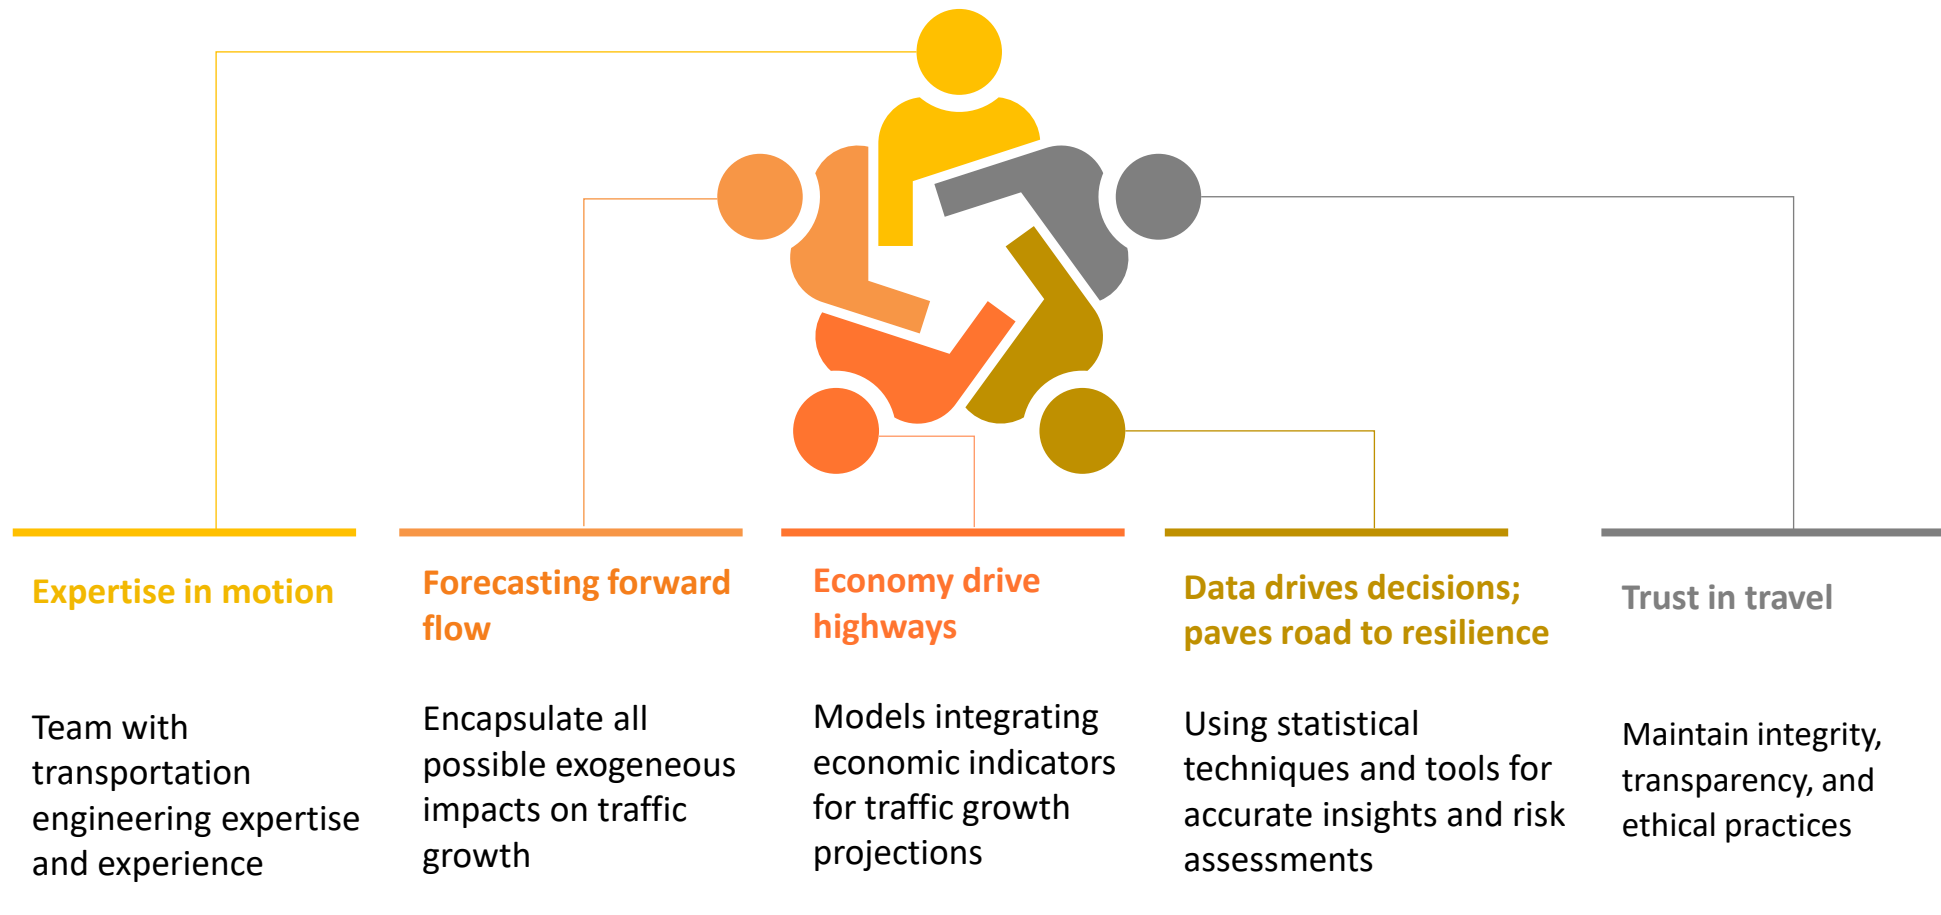 Expertise in motion
Team with
transportation
engineering expertise
and experience
Forecasting forward
flow
Encapsulate all
possible exogeneous
impacts on traffic
growth
Economy drive
highways
Models integrating
economic indicators
for traffic growth
projections
Data drives decisions;
paves road to resilience
Using statistical
techniques and tools for
accurate insights and risk
assessments
Trust in travel
Maintain integrity,
transparency, and
ethical practices